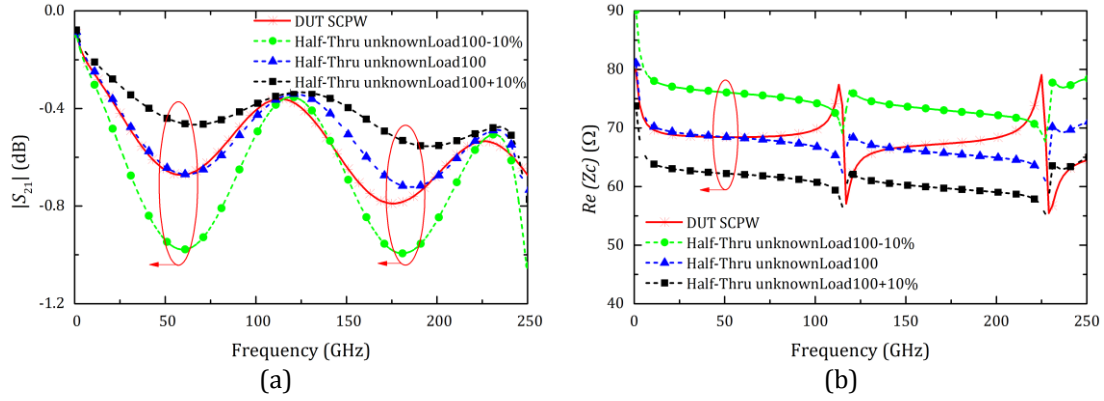 0.0
-0.4
-0.8
-1.2
|S21| (dB)
0
50
100
150
200
250
Frequency (GHz)
DUT SCPW
Half-Thru unknownLoad100-10%
Half-Thru unknownLoad100
Half-Thru unknownLoad100+10%
(a)
90
80
70
60
50
40
Re (Zc) (Ω)
0
50
100
150
200
250
Frequency (GHz)
DUT SCPW
Half-Thru unknownLoad100-10%
Half-Thru unknownLoad100
Half-Thru unknownLoad100+10%
(b)